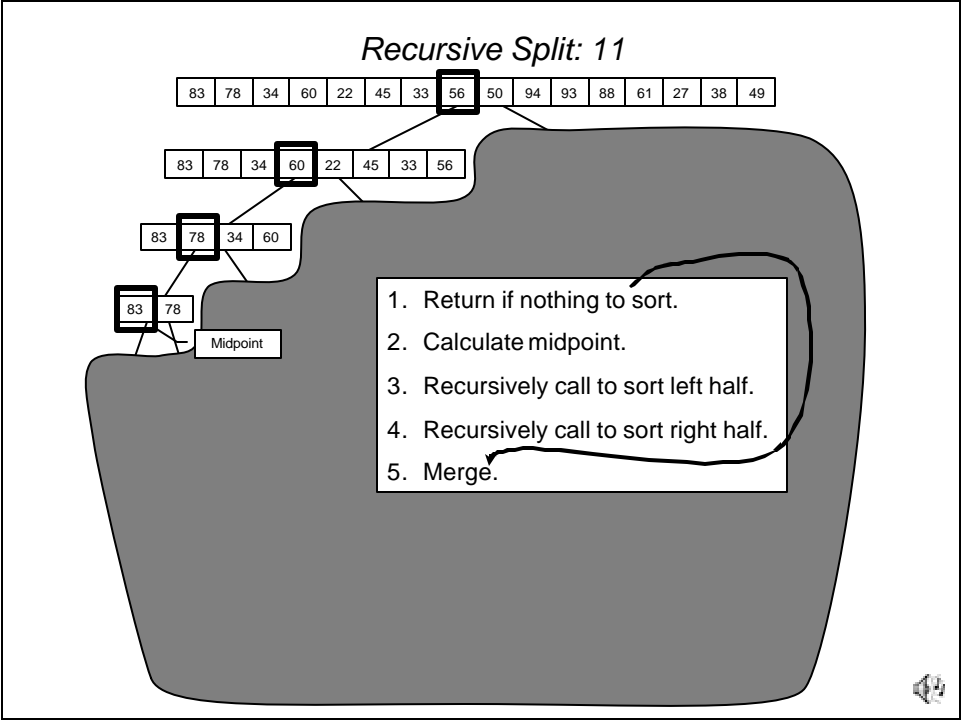 Recursive Split: 11
83 78 34 60 22 45 33 56 50 94 93 88 61 27 38 49
83 78 34 60 22 45 33 56
83 78 34 60
83 78
Midpoint
1. Return if nothing to sort.
2. Calculate midpoint.
3. Recursively call to sort left half.
4. Recursively call to sort right half.
5. Merge.